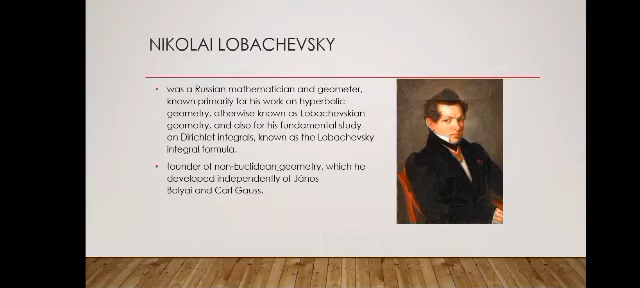 NIKOLAI LOBACHEVSKY
• was a Russian mathematician and geometer,
known primarily for his work on hyperbolic
geometry, otherwise known as Lobachevskian
geometry, and also for his fundamental study
on Dirichlet integrals, known as the Lobachevsky
integral formula.
• founder of non-Euclidean geometry, which he
developed independently of János
Bolyai and Carl Gauss.